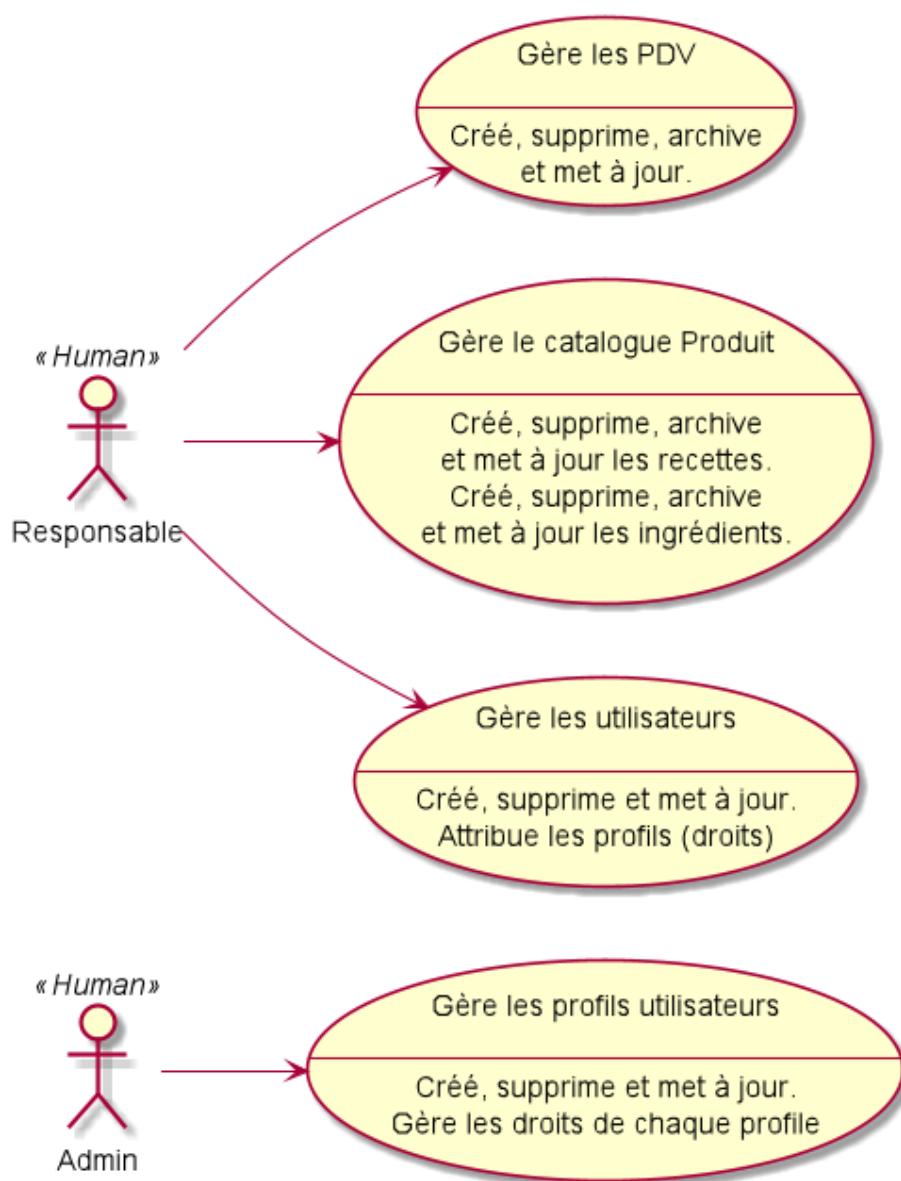 Gère les PDV
Créé, supprime, archive
et met à jour.
«Human»
Responsable
Gère le catalogue Produit
Créé, supprime, archive
et met à jour les recettes.
Créé, supprime, archive
et met à jour les ingrédients.
Gère les utilisateurs
Créé, supprime et met à jour.
Attribue les profils (droits)
«Human»
Admin
Gère les profils utilisateurs
Créé, supprime et met à jour.
Gère les droits de chaque profile